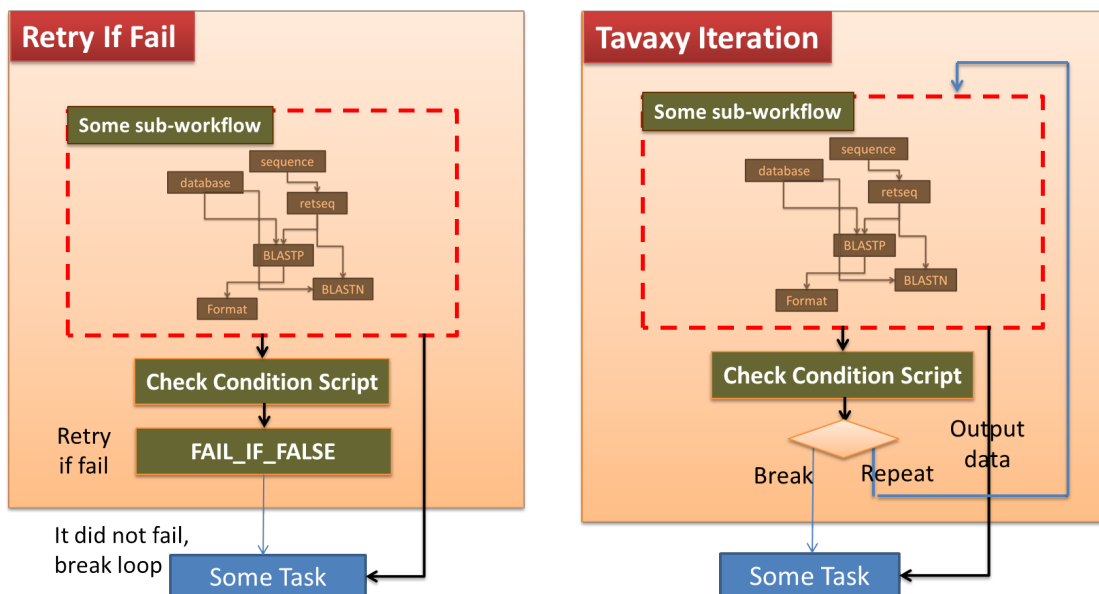 Retry If Fail
Some sub-workflow
sequence
database
retseq
BLASTP
BLASTN
Format
Check Condition Script
Retry
if fail
FAIL_IF_FALSE
It did not fail,
break loop
Some Task
Tavaxy Iteration
Some sub-workflow
sequence
database
retseq
BLASTP
BLASTN
Format
Check Condition Script
Output
data
Break
Repeat
Some Task